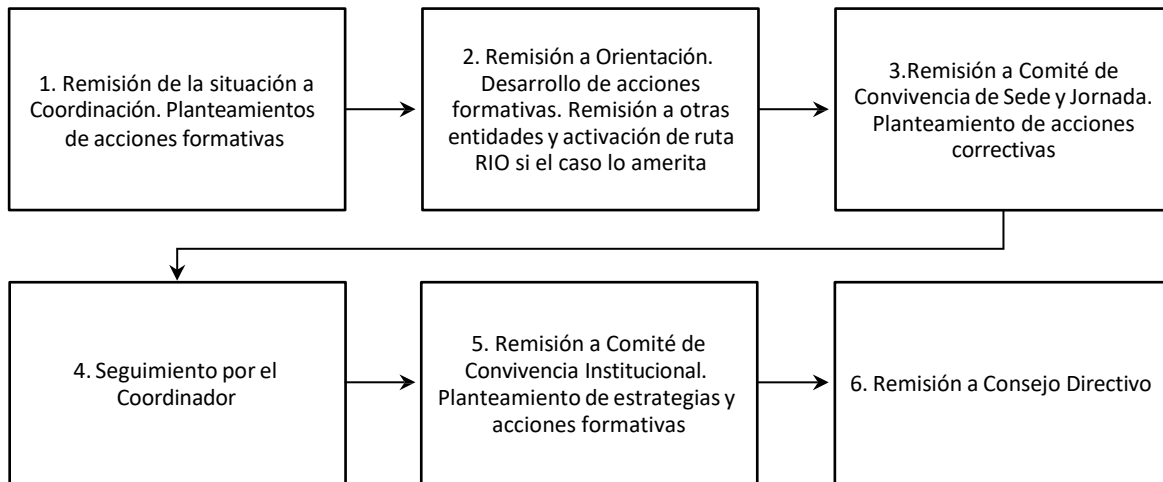 1. Remisión de la situación a
Coordinación. Planteamientos
de acciones formativas
2. Remisión a Orientación.
Desarrollo de acciones
formativas. Remisión a otras
entidades y activación de ruta
RIO si el caso lo amerita
3.Remisión a Comité de
Convivencia de Sede y Jornada.
Planteamiento de acciones
correctivas
4. Seguimiento por el
Coordinador
5. Remisión a Comité de
Convivencia Institucional.
Planteamiento de estrategias y
acciones formativas
6. Remisión a Consejo Directivo